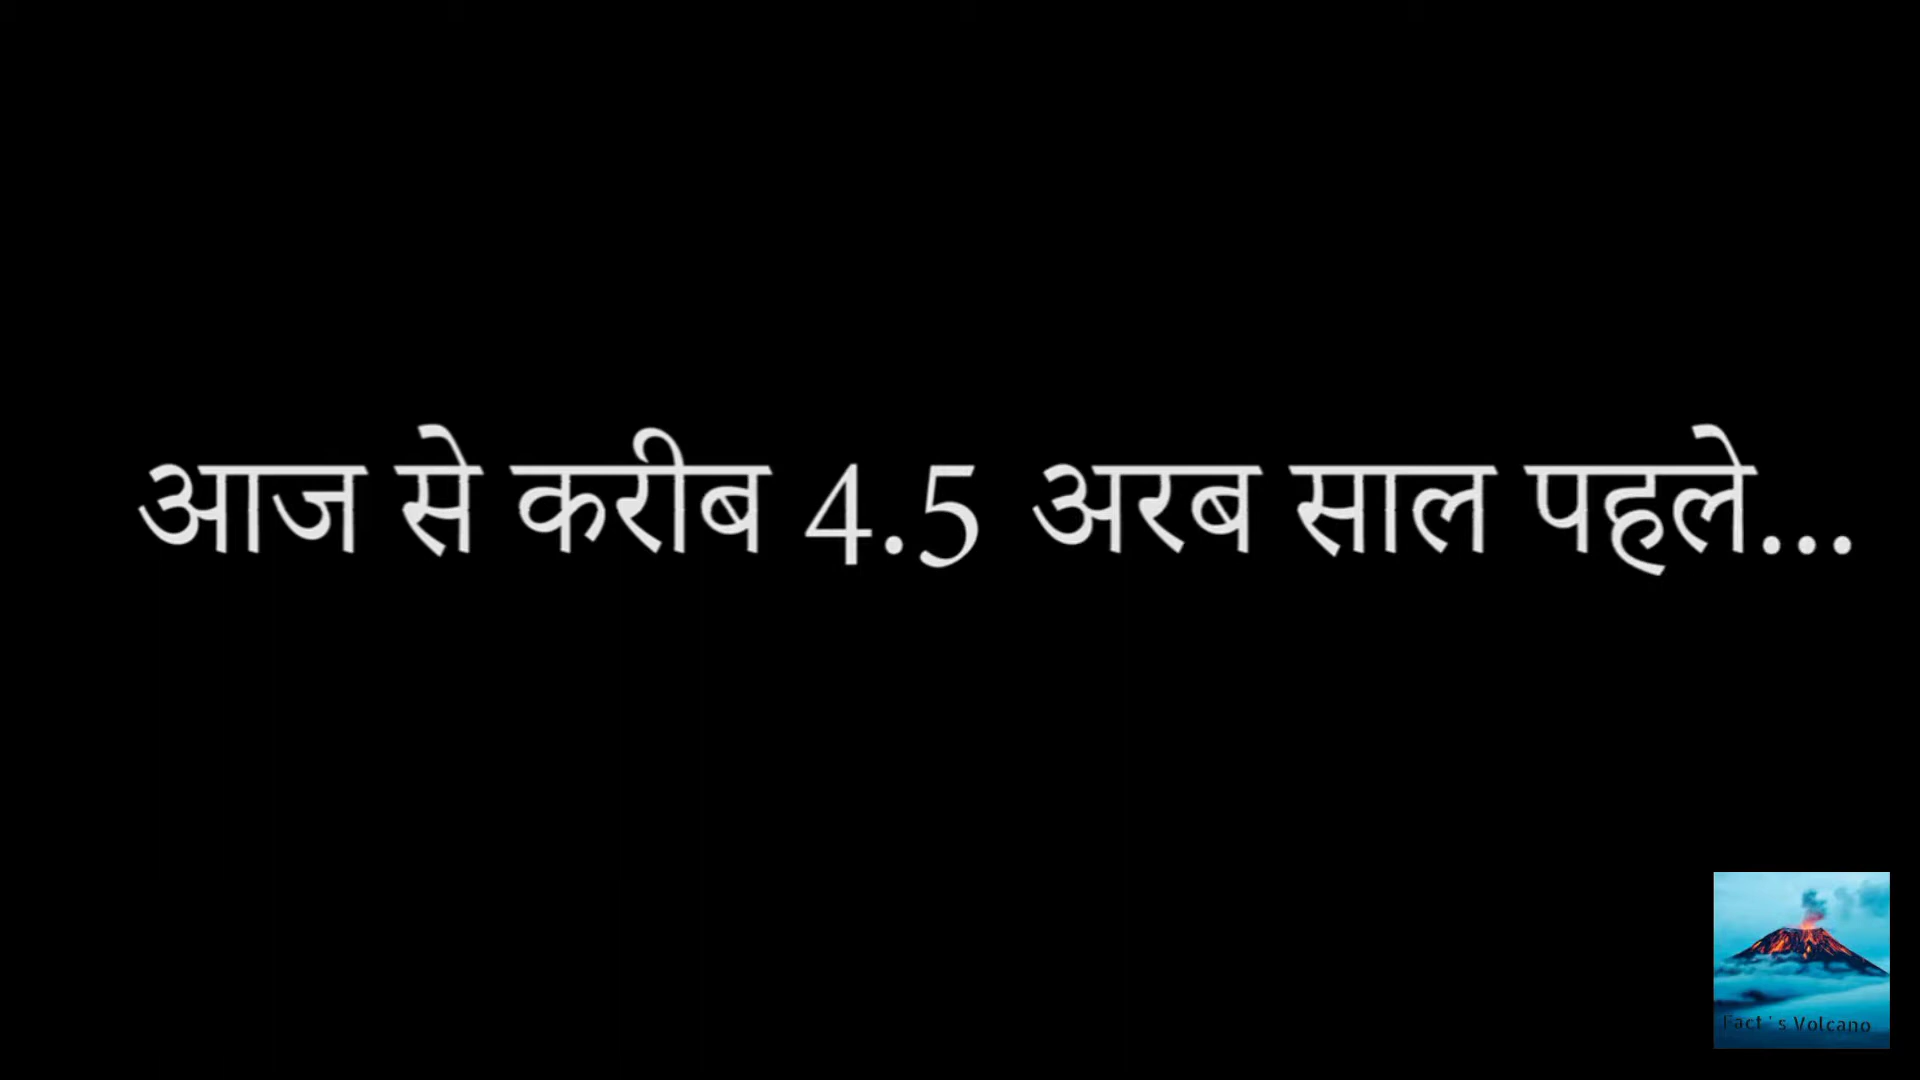 आज से करीब 4.5 अरब साल पहले...
Fact's Volcano